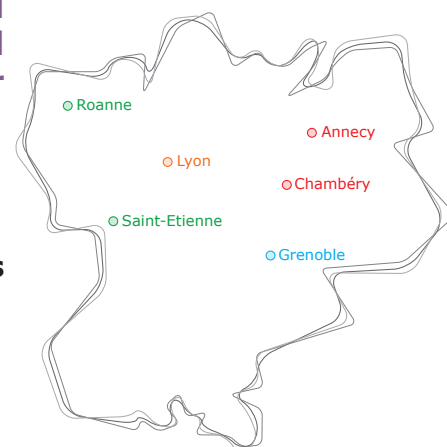 Roanne
Annecy
Lyon
Chambéry
Saint-Etienne
Grenoble
s